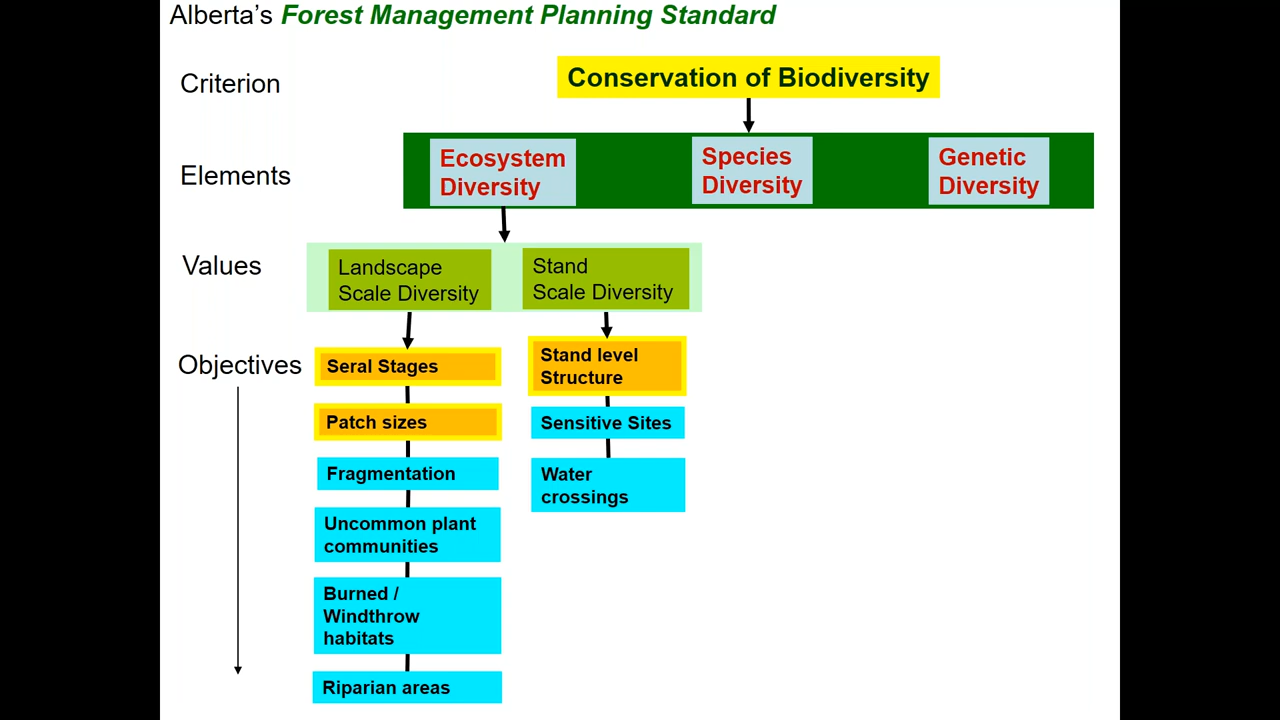 Alberta’s Forest Management Planning Standard
Criterion
Conservation of Biodiversity
Elements
Ecosystem
Diversity
Species
Diversity
Genetic
Diversity
Values
Landscape
Scale Diversity
Stand
Scale Diversity
Objectives
Seral Stages
Patch sizes
Fragmentation
Uncommon plant
communities
Burned /
Windthrow
habitats
Riparian areas
Stand level
Structure
Sensitive Sites
Water
crossings